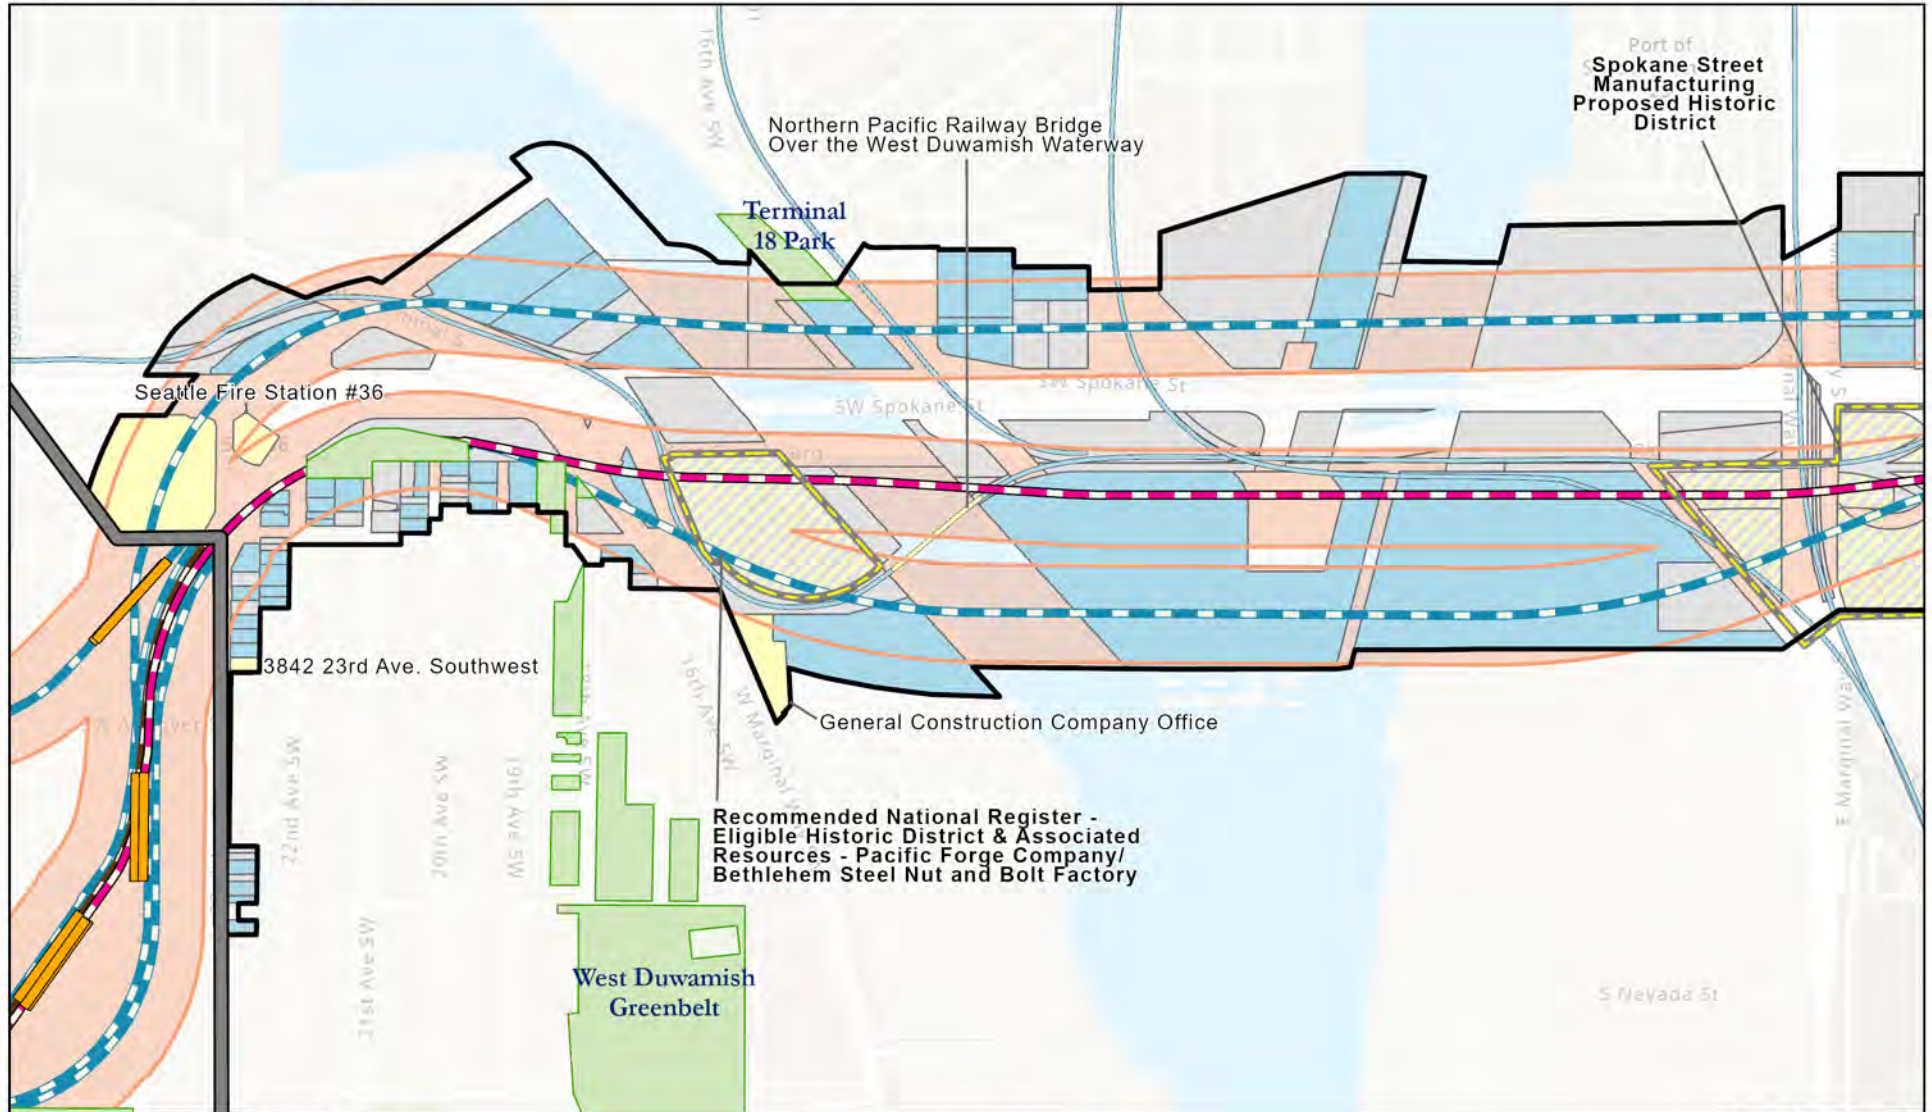 Port of
Spokane Street
Manufacturing
Proposed Historic
District
16th Ave SW
Northern Pacific Railway Bridge
Over the West Duwamish Waterway
Terminal
18 Park
SW Spokane St
SW Spokane St
Seattle Fire Station #36
3842 23rd Ave. Southwest
General Construction Company Office
16th Ave SW
W Marginal
E Marginal Way
22nd Ave SW
20th Ave SW
19th Ave SW
21st Ave SW
Recommended National Register -
Eligible Historic District & Associated
Resources - Pacific Forge Company/
Bethlehem Steel Nut and Bolt Factory
West Duwamish
Greenbelt
S Nevada St